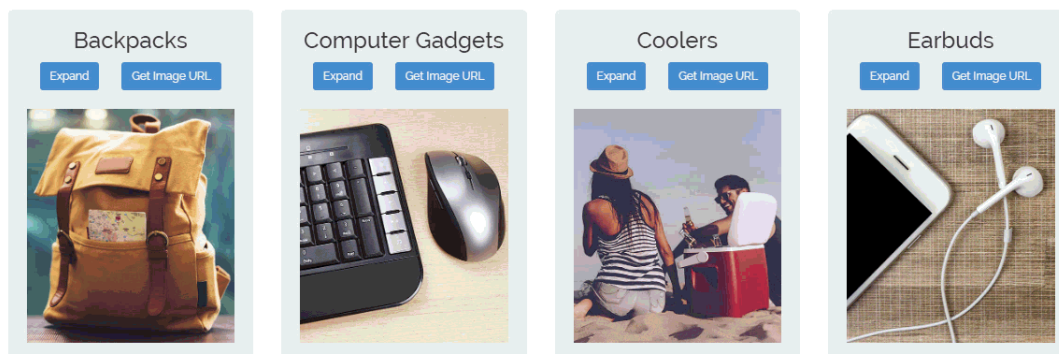 Backpacks
Expand Get Image URL
Computer Gadgets
Expand Get Image URL
Coolers
Expand Get Image URL
Earbuds
Expand Get Image URL